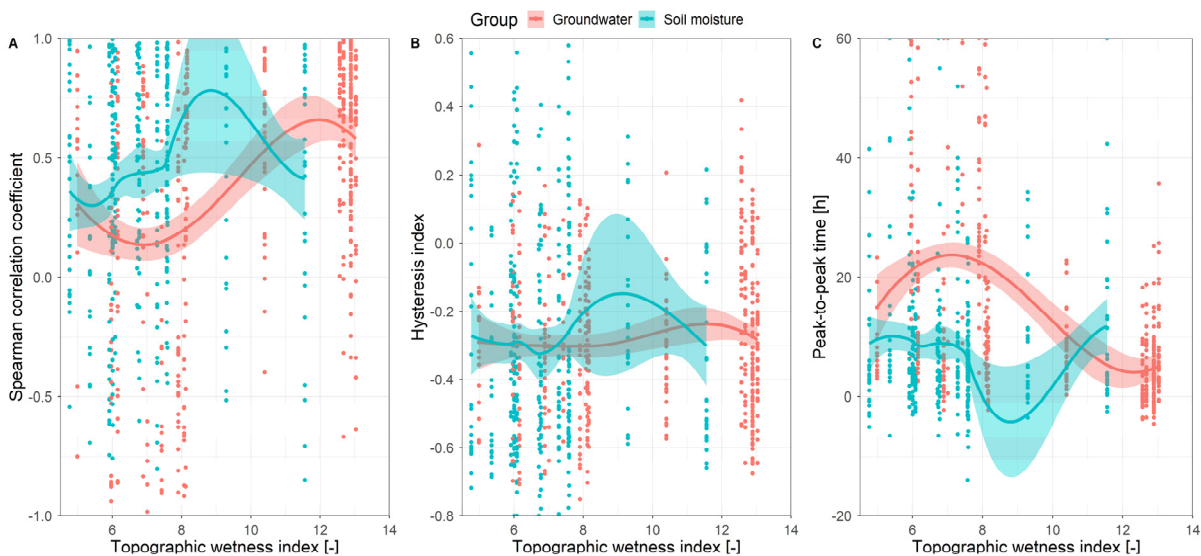 Group Groundwater Soil moisture
A
Spearman correlation coefficient
1.0
0.5
0.0
-0.5
-1.0
6 8 10 12 14
Topographic wetness index [-]
B
Hysteresis index
0.6
0.4
0.2
0.0
-0.2
-0.4
-0.6
-0.8
6 8 10 12 14
Topographic wetness index [-]
C
Peak-to-peak time [h]
60
40
20
0
-20
6 8 10 12 14
Topographic wetness index [-]